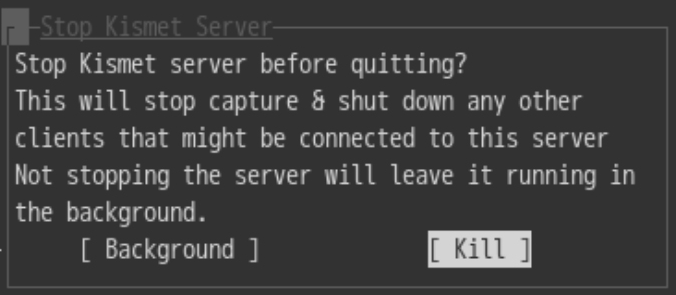 Stop Kismet Server
Stop Kismet server before quitting?
This will stop capture & shut down any other
clients that might be connected to this server
Not stopping the server will leave it running in
the background.
[ Background ] [ Kill ]